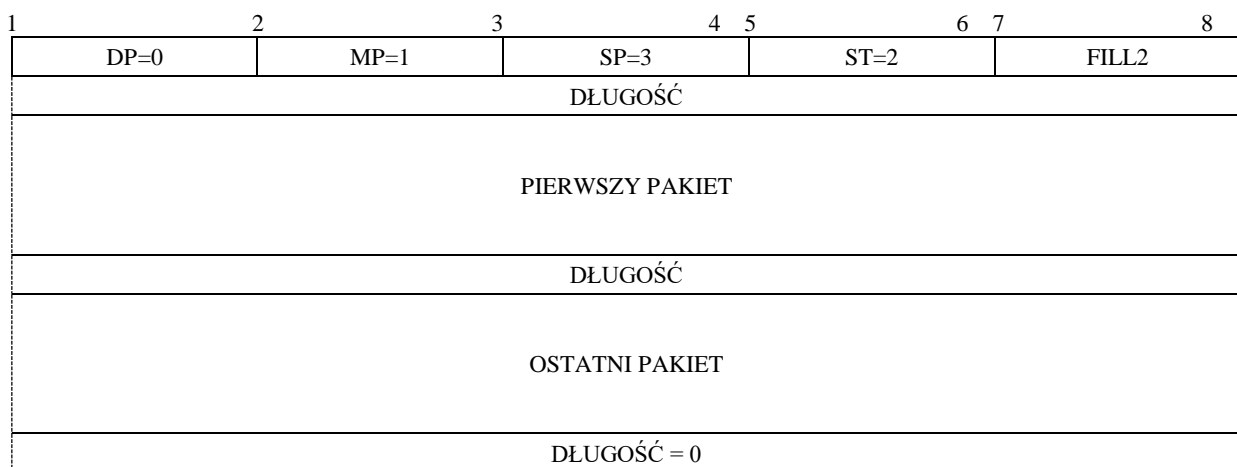 1 2 3 4 5 6 7 8
DP=0 MP=1 SP=3 ST=2 FILL2
DŁUGOŚĆ
PIERWSZY PAKIET
DŁUGOŚĆ
OSTATNI PAKIET
DŁUGOŚĆ = 0